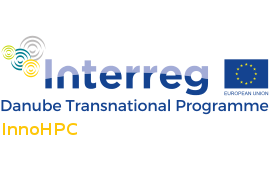 Interreg
EUROPEAN UNION
Danube Transnational Programme
InnoHPC